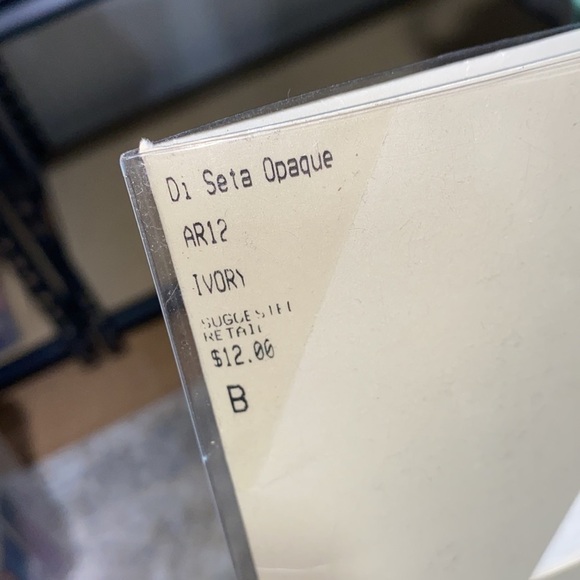 Di Seta Opaque
AR12
IVORY
SUGGESTED
RETAIL
$12.00
B